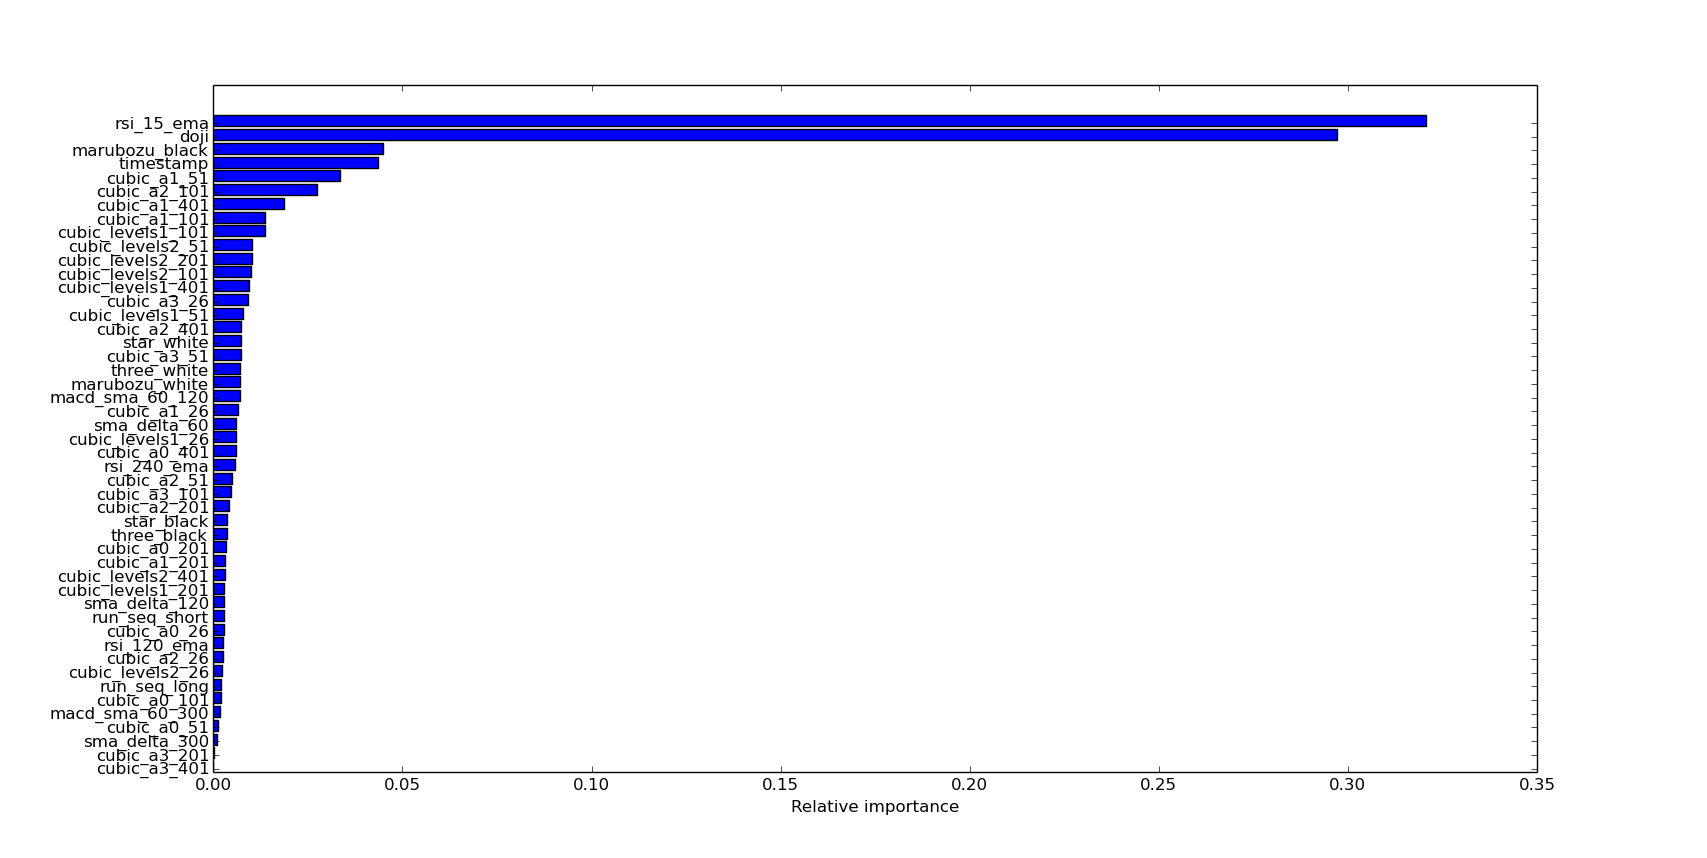 rsi_15_ema
doji
marubozu_black
timestamp
cubic_a1_51
cubic_a2_101
cubic_a1_401
cubic_a1_101
cubic_levels1_101
cubic_levels2_51
cubic_levels2_201
cubic_levels2_101
cubic_levels1_401
cubic_a3_26
cubic_levels1_51
cubic_a2_401
star_white
cubic_a3_51
three_white
marubozu_white
macd_sma_60_120
cubic_a1_26
sma_delta_60
cubic_levels1_26
cubic_a0_401
rsi_240_ema
cubic_a2_51
cubic_a3_101
cubic_a2_201
star_black
three_black
cubic_a0_201
cubic_a1_201
cubic_levels2_401
cubic_levels1_201
sma_delta_120
run_seq_short
cubic_a0_26
rsi_120_ema
cubic_a2_26
cubic_levels2_26
run_seq_long
cubic_a0_101
macd_sma_60_300
cubic_a0_51
sma_delta_300
cubic_a3_201
cubic_a3_401
0.00 0.05 0.10 0.15 0.20 0.25 0.30 0.35
Relative importance